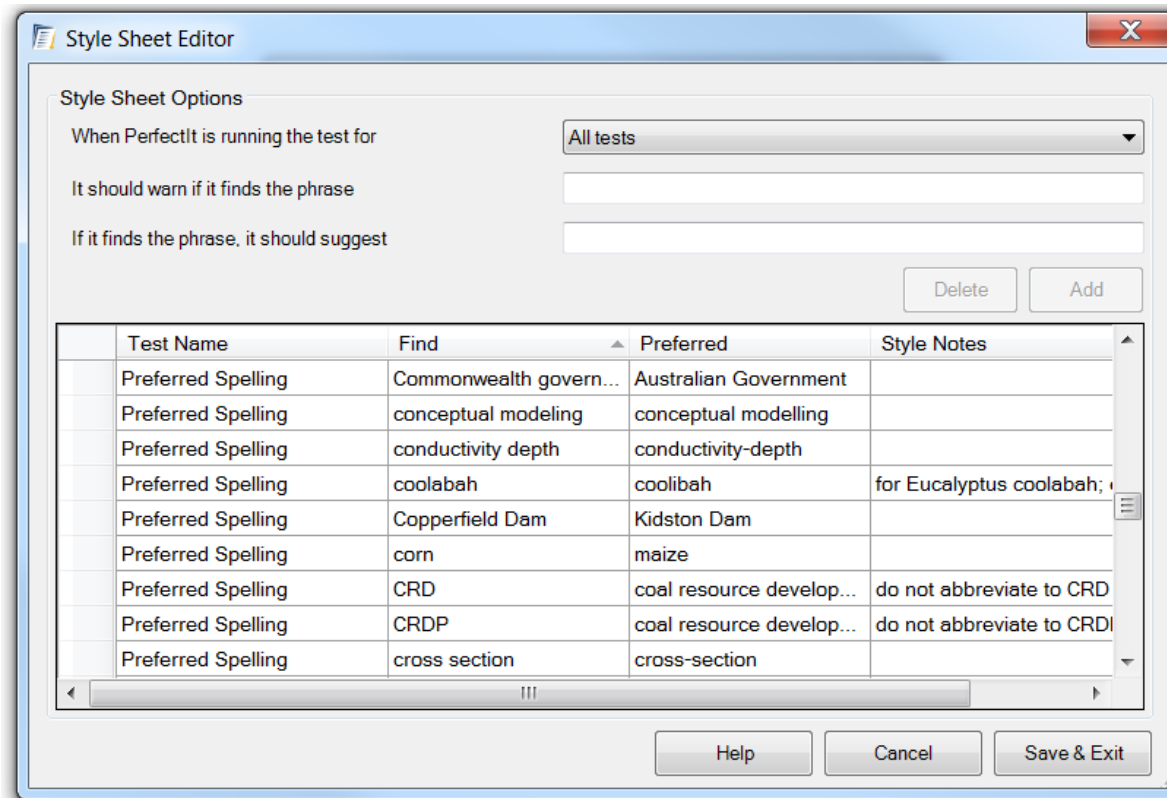 Style Sheet Editor
Style Sheet Options
When PerfectIt is running the test for All tests
It should warn if it finds the phrase
If it finds the phrase, it should suggest
Delete Add
Test Name Find Preferred Style Notes
Preferred Spelling Commonwealth govern... Australian Government
Preferred Spelling conceptual modeling conceptual modelling
Preferred Spelling conductivity depth conductivity-depth
Preferred Spelling coolabah coolibah for Eucalyptus coolabah;
Preferred Spelling Copperfield Dam Kidston Dam
Preferred Spelling corn maize
Preferred Spelling CRD coal resource develop... do not abbreviate to CRD
Preferred Spelling CRDP coal resource develop... do not abbreviate to
Preferred Spelling cross section cross-section
Help Cancel Save & Exit